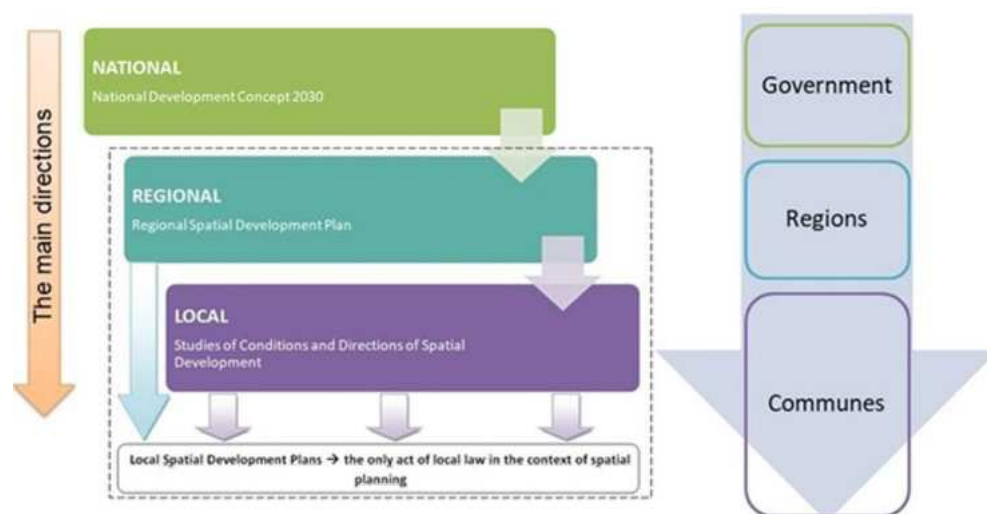 The main directions
NATIONAL
National Development Concept 2030
REGIONAL
Regional Spatial Development Plan
LOCAL
Studies of Conditions and Directions of Spatial
Development
Local Spatial Development Plans → the only act of local law in the context of spatial
planning
Government
Regions
Communes